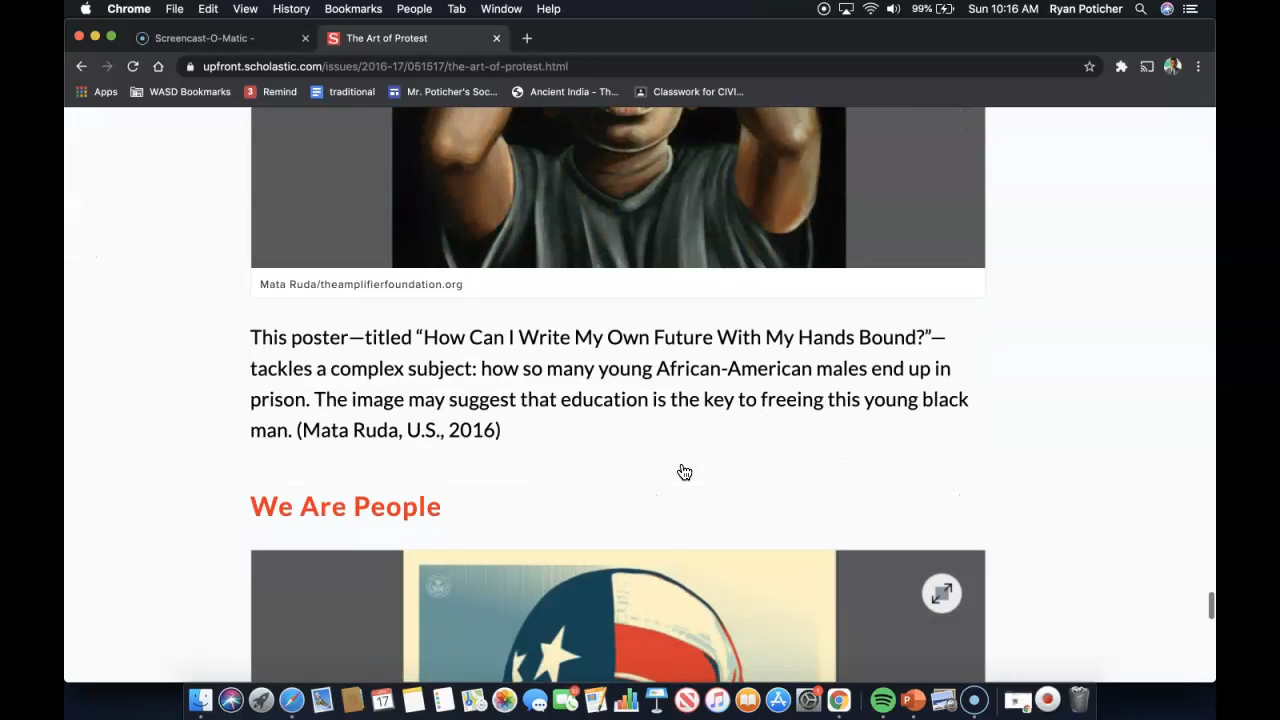 Chrome File Edit View History Bookmarks People Tab Window Help 99% Sun 10:16 AM Ryan Poticher
Screencast-O-Matic - The Art of Protest
upfront.scholastic.com/issues/2016-17/051517/the-art-of-protest.html
Apps WASD Bookmarks 3 Remind traditional Mr. Poticher's Soc... Ancient India - Th... Classwork for CIVI...
Mata Ruda/theamplifierfoundation.org
This poster—titled “How Can I Write My Own Future With My Hands Bound?”—
tackles a complex subject: how so many young African-American males end up in
prison. The image may suggest that education is the key to freeing this young black
man. (Mata Ruda, U.S., 2016)
We Are People
17